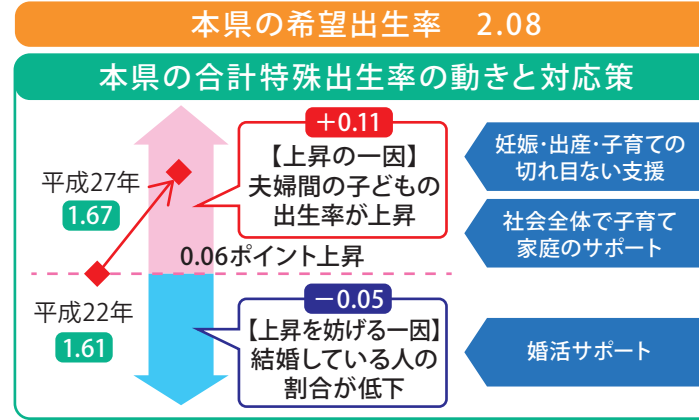 本県の希望出生率 2.08
本県の合計特殊出生率の動きと対応策
平成27年
1.67
+0.11
【上昇の一因】
夫婦間の子どもの
出生率が上昇
妊娠・出産・子育ての
切れ目ない支援
社会全体で子育て
家庭のサポート
0.06ポイント上昇
平成22年
1.61
−0.05
【上昇を妨げる一因】
結婚している人の
割合が低下
婚活サポート